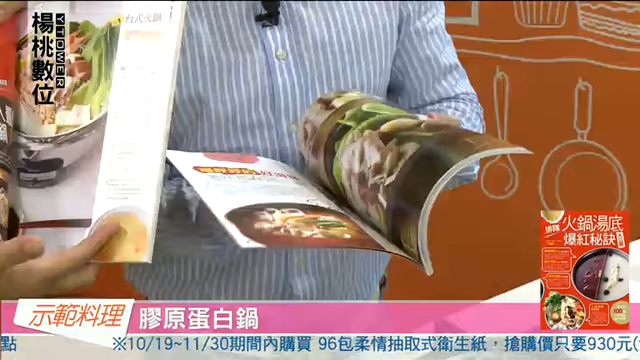 楊桃數位
YTOWER
台式火鍋
排隊
火鍋湯底
爆紅秘訣
100
示範料理
膠原蛋白鍋
點 ※10/19~11/30期間內購買 96包柔情抽取式衛生紙，搶購價只要930元(